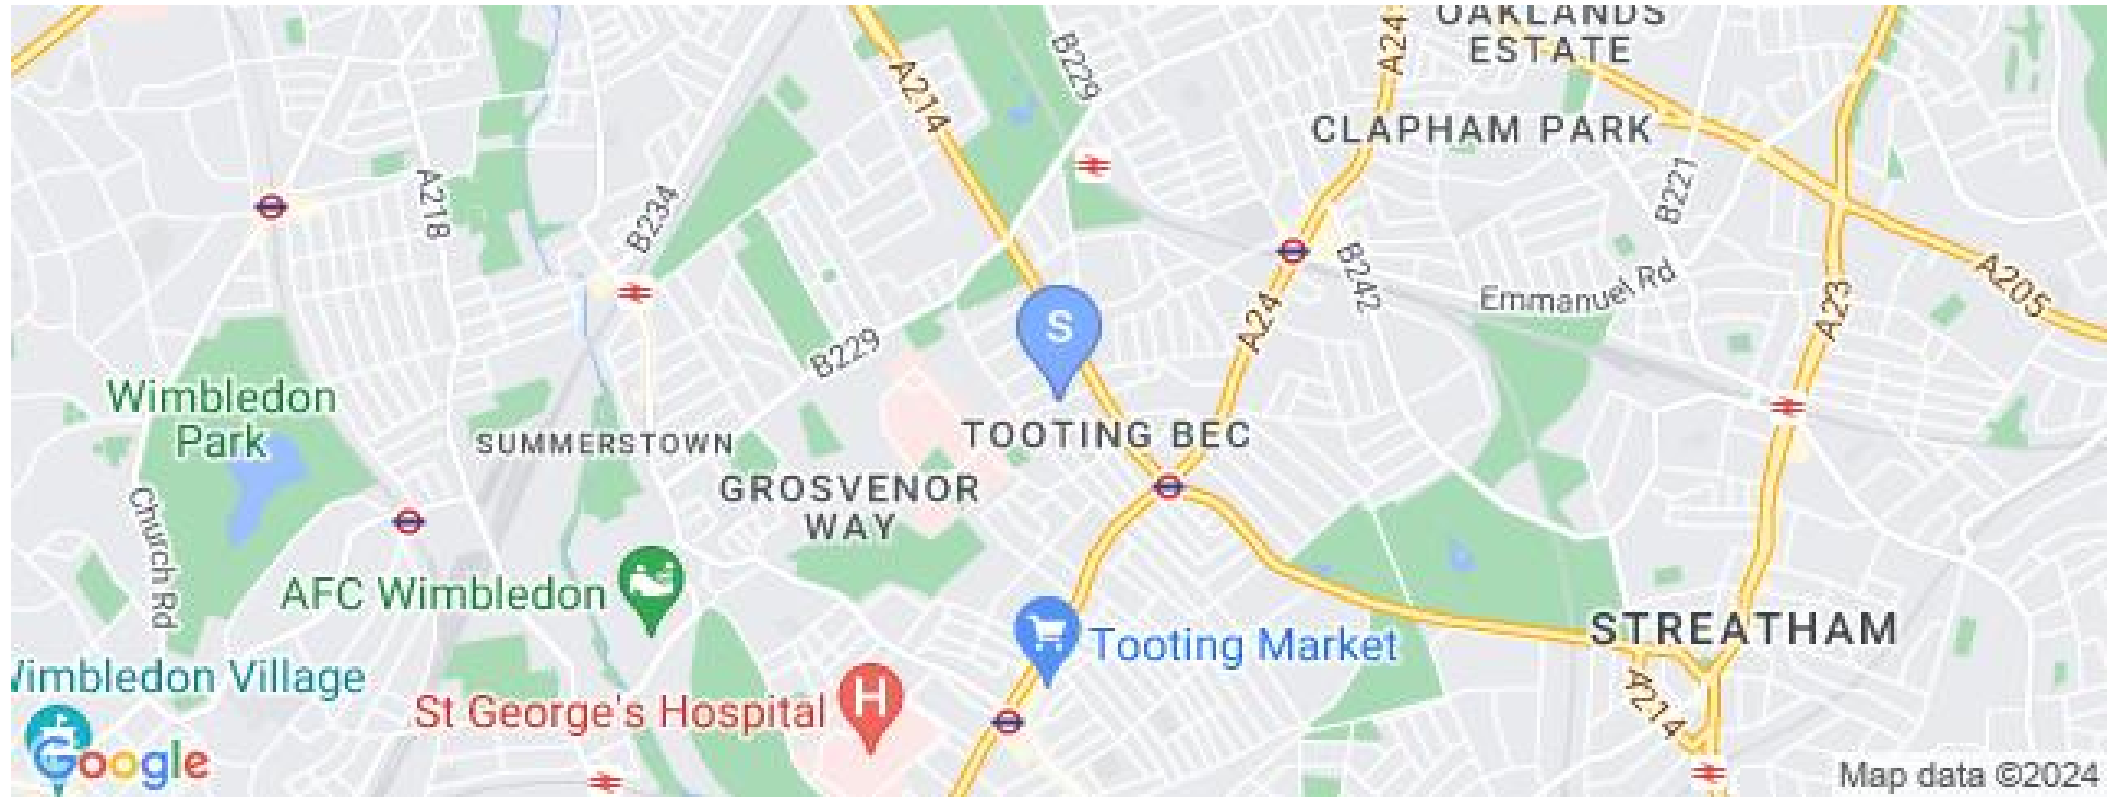 OAKLANDS
ESTATE
A24
B229
A214
CLAPHAM PARK
A218
B234
B221
B242
Emmanuel Rd
A205
A24
A23
S
B229
Wimbledon
Park
SUMMERSTOWN
TOOTING BEC
GROSVENOR
WAY
Church Rd
AFC Wimbledon
STREATHAM
Tooting Market
Wimbledon Village
St George's Hospital
H
A214
Google
Map data ©2024